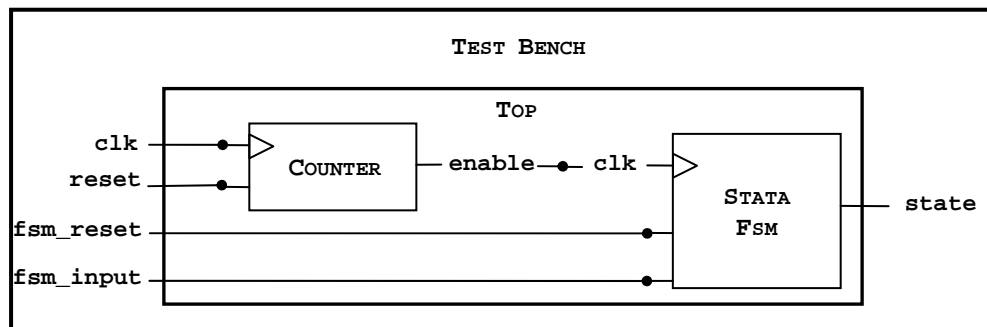 TEST BENCH
TOP
clk
reset
COUNTER
enable
clk
STATA
FSM
state
fsm_reset
fsm_input